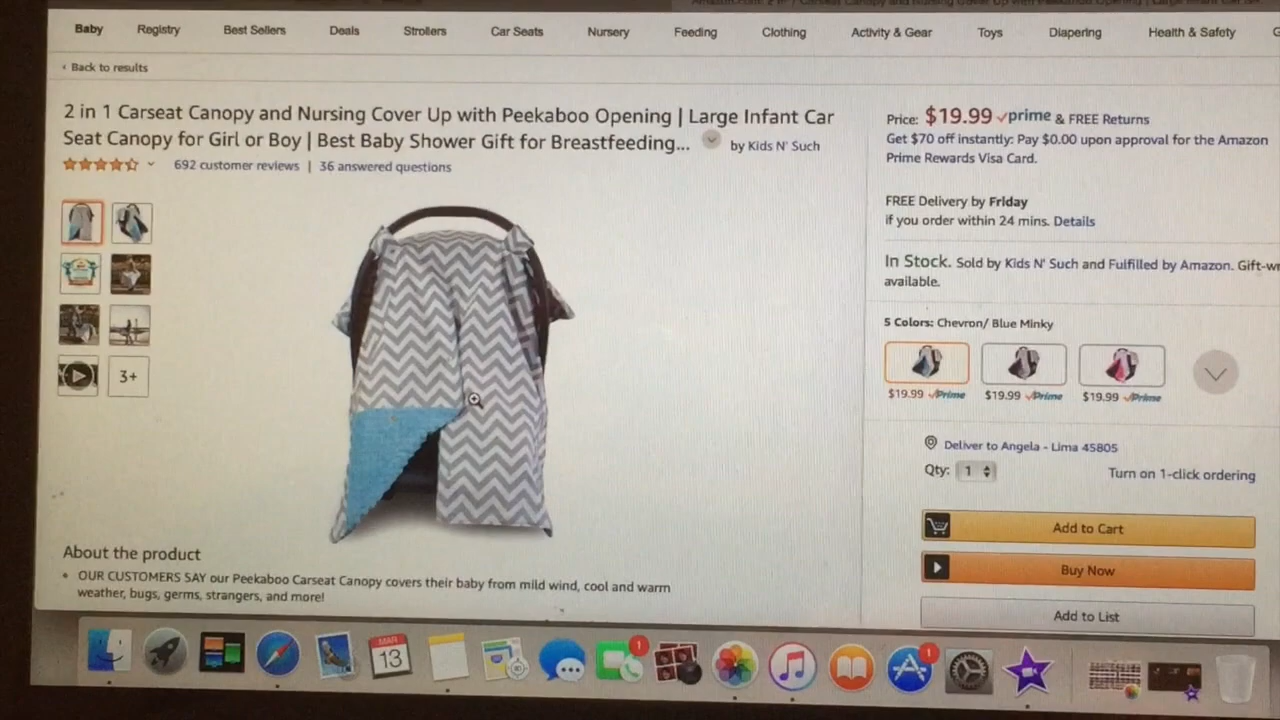 Baby Registry Best Sellers Deals Strollers Car Seats Nursery Feeding Clothing Activity & Gear Toys Diapering Health & Safety
‹ Back to results
2 in 1 Carseat Canopy and Nursing Cover Up with Peekaboo Opening | Large Infant Car
Seat Canopy for Girl or Boy | Best Baby Shower Gift for Breastfeeding... by Kids N' Such
692 customer reviews | 36 answered questions
3+
About the product
• OUR CUSTOMERS SAY our Peekaboo Carseat Canopy covers their baby from mild wind, cool and warm
weather, bugs, germs, strangers, and more!
Price: $19.99 prime & FREE Returns
Get $70 off instantly: Pay $0.00 upon approval for the Amazon
Prime Rewards Visa Card.
FREE Delivery by Friday
if you order within 24 mins. Details
In Stock. Sold by Kids N' Such and Fulfilled by Amazon. Gift-wr
available.
5 Colors: Chevron/ Blue Minky
$19.99 Prime $19.99 Prime $19.99 Prime
Deliver to Angela - Lima 45805
Qty: 1 Turn on 1-click ordering
Add to Cart
Buy Now
Add to List
MAR
13
1
1